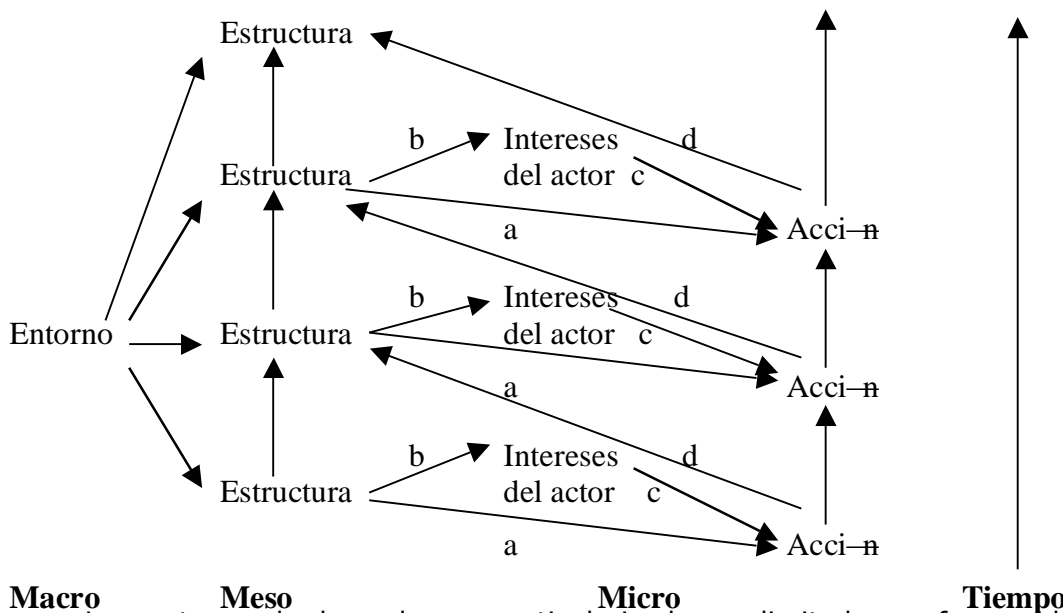 Estructura
b Intereses d
Estructura del actor c
a Acci—n
b Intereses d
Entorno Estructura del actor c
a Acci—n
b Intereses d
Estructura del actor c
a Acci—n
Macro Meso Micro Tiempo